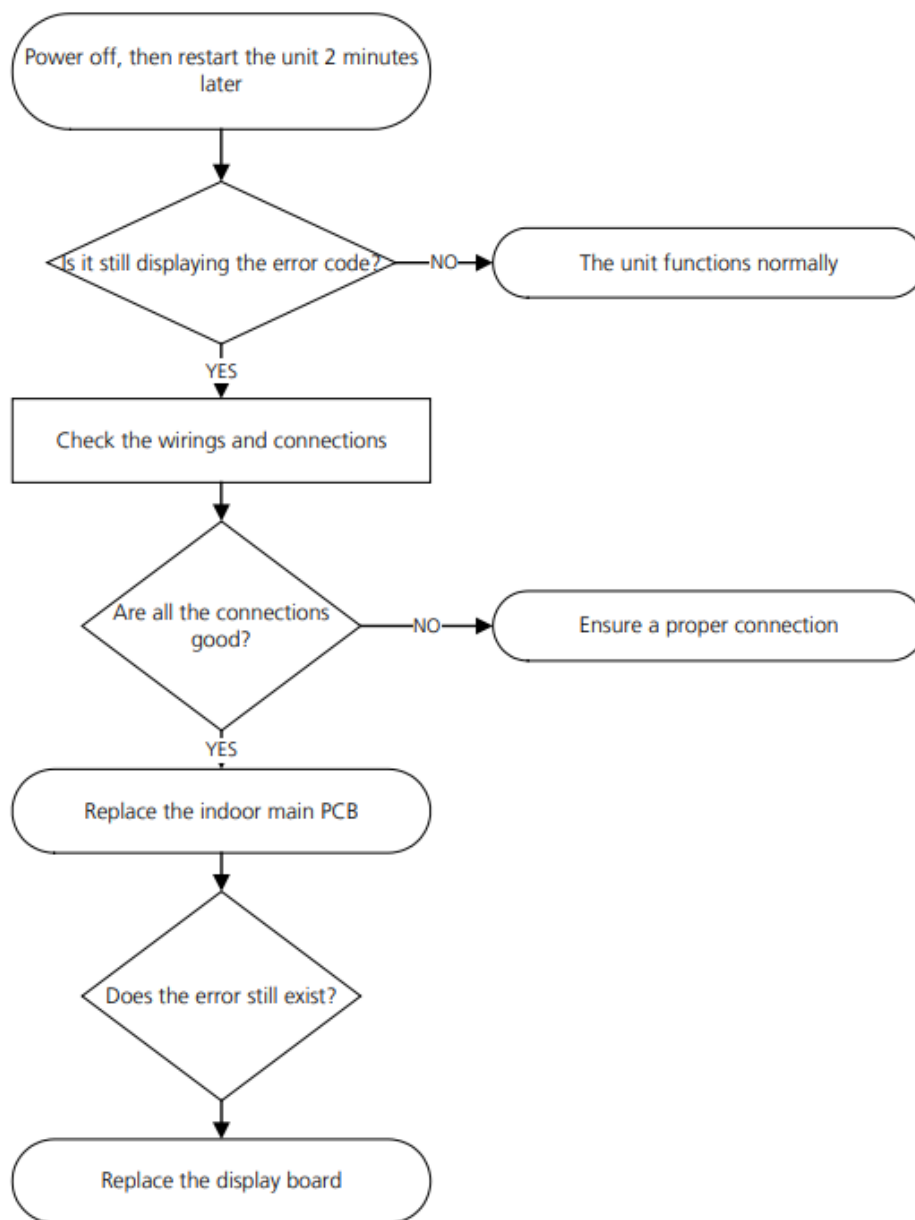 Power off, then restart the unit 2 minutes
later
Is it still displaying the error code?
NO
The unit functions normally
YES
Check the wirings and connections
Are all the connections
good?
NO
Ensure a proper connection
YES
Replace the indoor main PCB
Does the error still exist?
Replace the display board